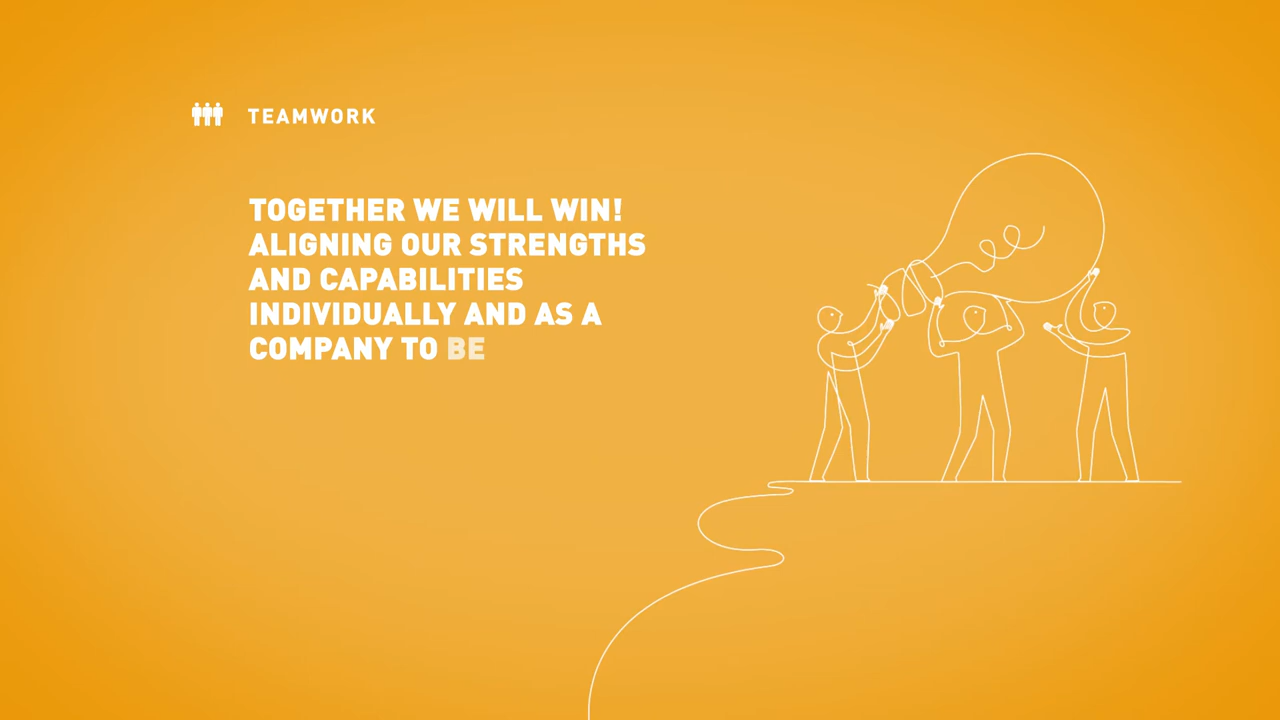 TEAMWORK
TOGETHER WE WILL WIN!
ALIGNING OUR STRENGTHS
AND CAPABILITIES
INDIVIDUALLY AND AS A
COMPANY TO BE